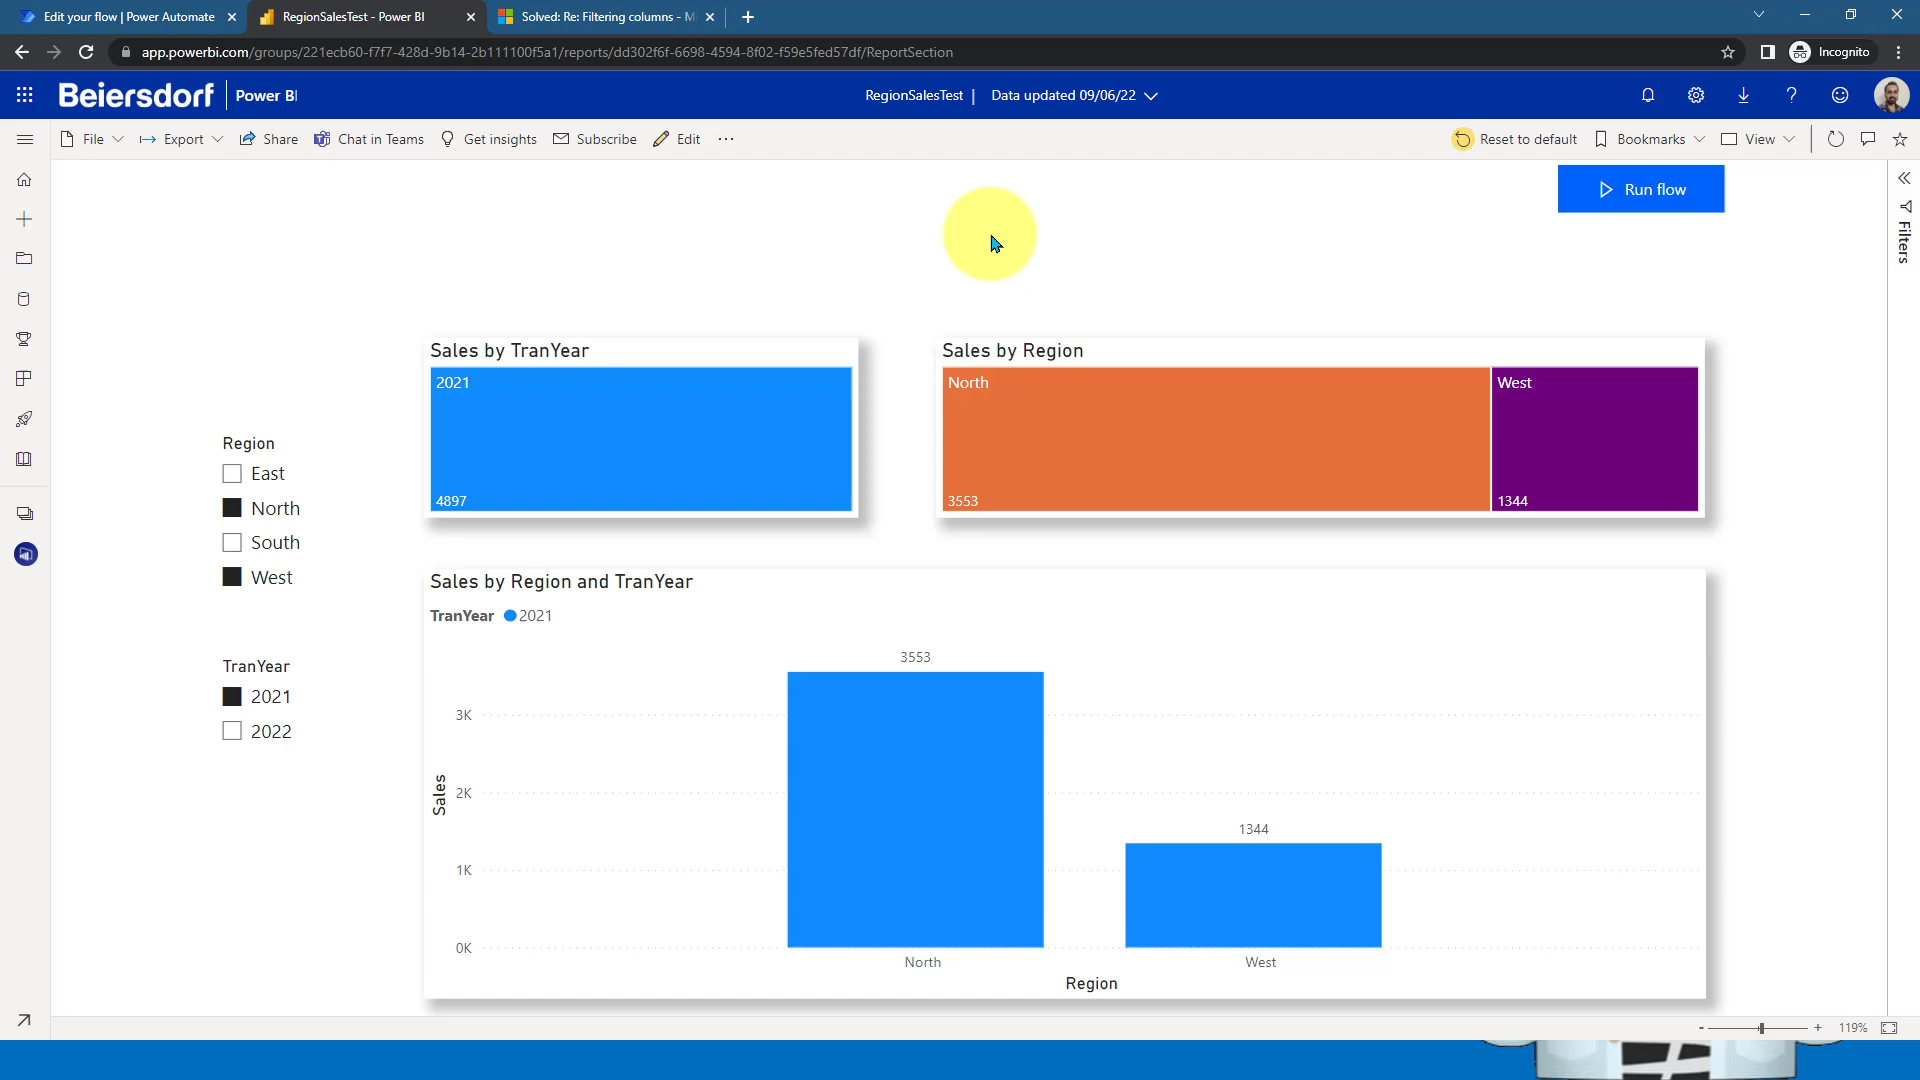 Edit your flow | Power Automate
RegionSalesTest - Power BI
Solved: Re: Filtering columns - M
app.powerbi.com/groups/221ecb60-f7f7-428d-9b14-2b111100f5a1/reports/dd302f6f-6698-4594-8f02-f59e5fed57df/ReportSection
Incognito
Beiersdorf Power BI
RegionSalesTest | Data updated 09/06/22
File Export Share Chat in Teams Get insights Subscribe Edit ...
Reset to default Bookmarks View
Run flow
Filters
Sales by TranYear
2021
4897
Sales by Region
North
West
3553
1344
Region
East
North
South
West
TranYear
2021
2022
Sales by Region and TranYear
TranYear 2021
3553
3K
Sales
2K
1344
1K
0K
North
West
Region
- + 119%